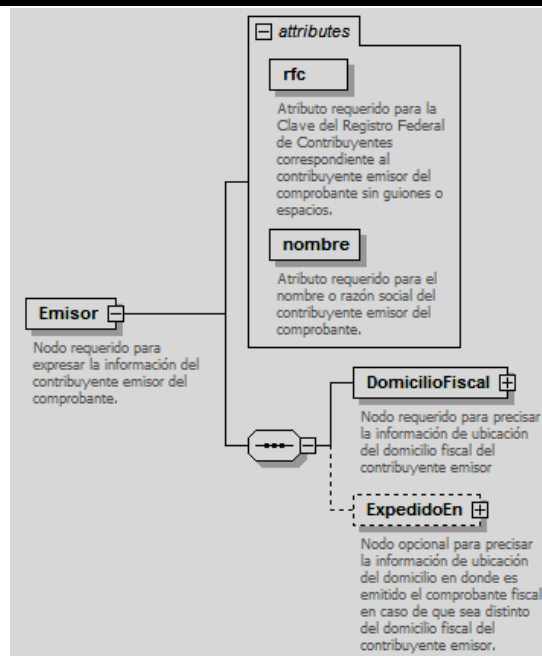 attributes
rfc
Atributo requerido para la
Clave del Registro Federal
de Contribuyentes
correspondiente al
contribuyente emisor del
comprobante sin guiones o
espacios.
nombre
Atributo requerido para el
nombre o razón social del
contribuyente emisor del
comprobante.
Emisor
Nodo requerido para
expresar la información del
contribuyente emisor del
comprobante.
DomicilioFiscal
Nodo requerido para precisar
la información de ubicación
del domicilio fiscal del
contribuyente emisor
ExpedidoEn
Nodo opcional para precisar
la información de ubicación
del domicilio en donde es
emitido el comprobante fiscal
en caso de que sea distinto
del domicilio fiscal del
contribuyente emisor.